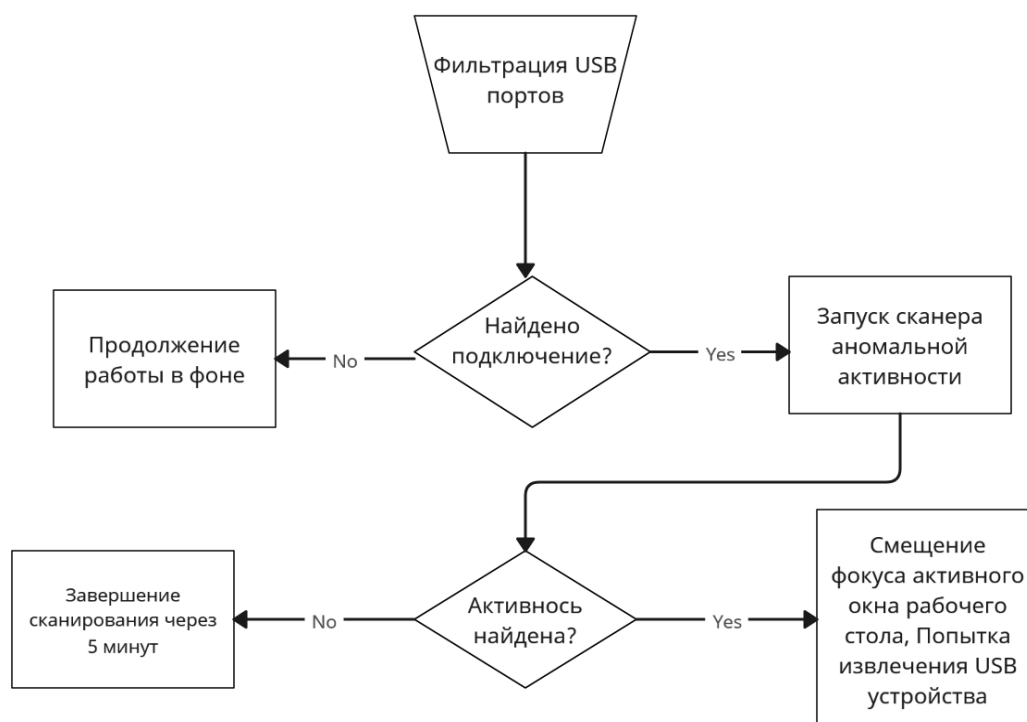 Фильтрация USB
портов
Найдено
подключение?
Продолжение
работы в фоне
No
Yes
Запуск сканера
аномальной
активности
Активнось
найдена?
Завершение
сканирования через
5 минут
No
Yes
Смещение
фокуса активного
окна рабочего
стола, Попытка
извлечения USB
устройства